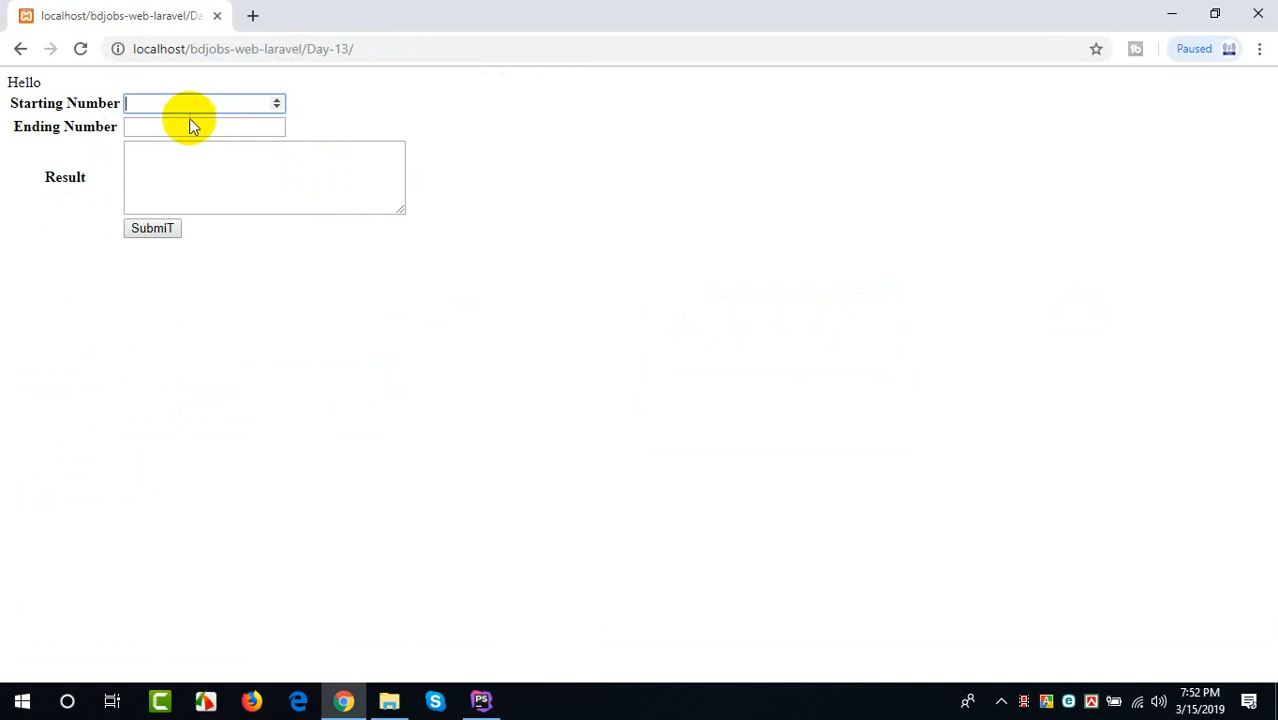 localhost/bdjobs-web-laravel/Da
localhost/bdjobs-web-laravel/Day-13/
Paused
Hello
Starting Number
Ending Number
Result
SubmiT
7:52 PM
3/15/2019